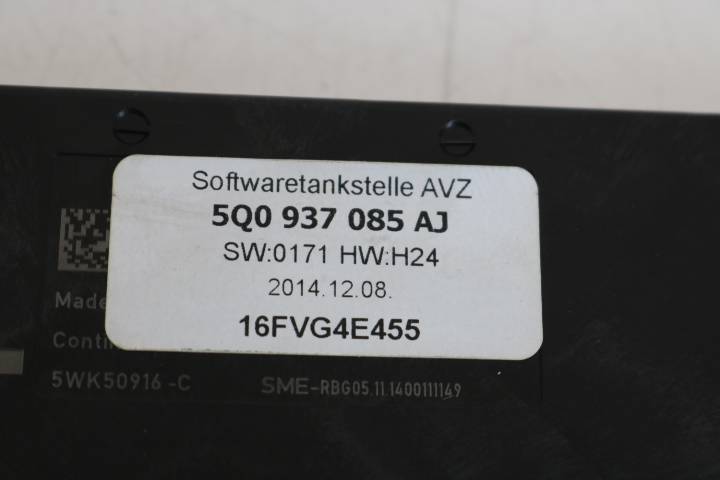 Softwaretankstelle AVZ
5Q0 937 085 AJ
SW:0171 HW:H24
2014.12.08.
16FVG4E455
Made
Conti
5WK50916-C SME-RBG05.11.1400111149